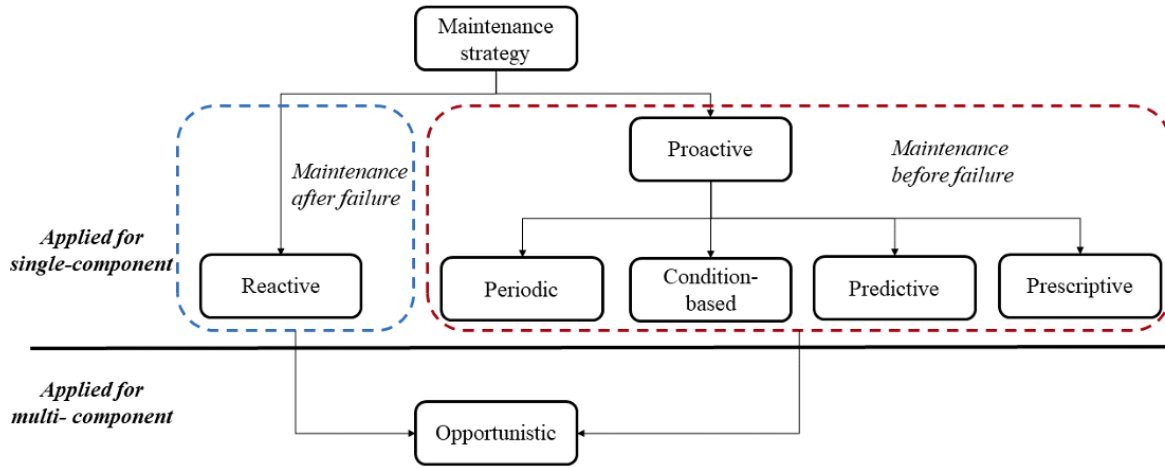 Maintenance
strategy
Proactive
Maintenance
before failure
Maintenance
after failure
Applied for
single-component
Reactive
Periodic
Condition-
based
Predictive
Prescriptive
Applied for
multi- component
Opportunistic